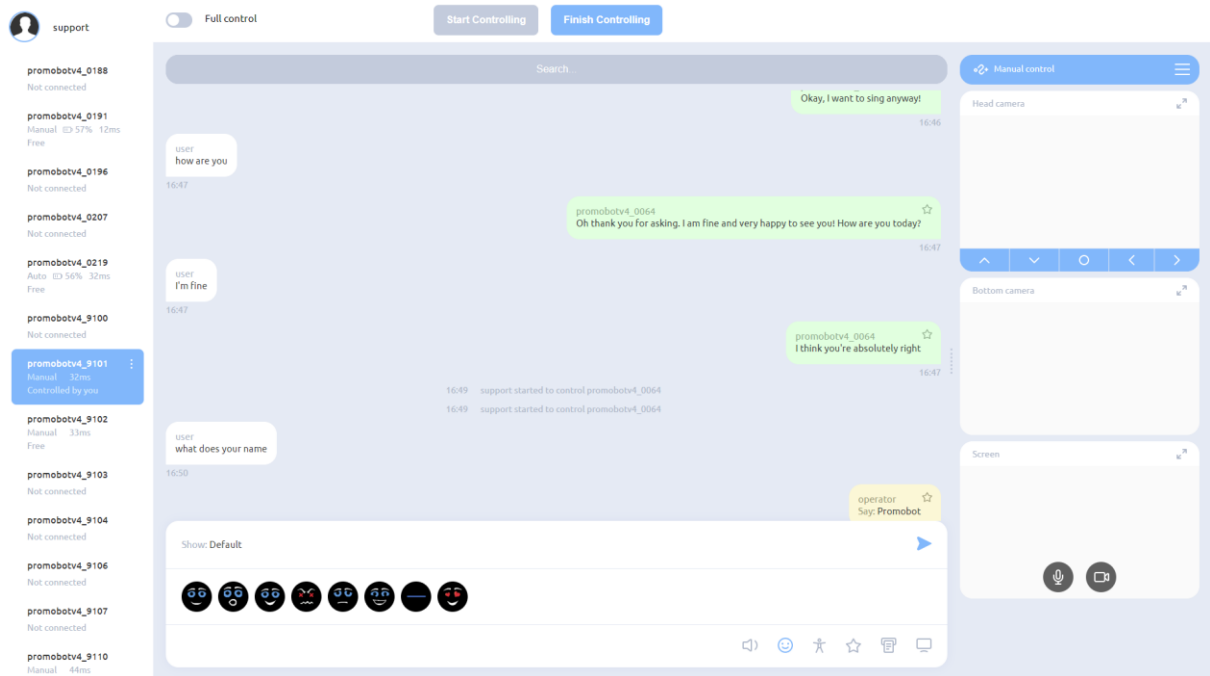 support
Full control
Start Controlling
Finish Controlling
promobotv4_0188
Not connected
promobotv4_0191
Manual 57% 12ms
Free
promobotv4_0196
Not connected
promobotv4_0207
Not connected
promobotv4_0219
Auto 56% 32ms
Free
promobotv4_9100
Not connected
promobotv4_9101
Manual 32ms
Controlled by you
promobotv4_9102
Manual 33ms
Free
promobotv4_9103
Not connected
promobotv4_9104
Not connected
promobotv4_9106
Not connected
promobotv4_9107
Not connected
promobotv4_9110
Manual 44ms
Search...
Okay, I want to sing anyway!
16:46
user
how are you
16:47
promobotv4_0064
Oh thank you for asking. I am fine and very happy to see you! How are you today?
16:47
user
I'm fine
16:47
promobotv4_0064
I think you're absolutely right
16:47
16:49 support started to control promobotv4_0064
16:49 support started to control promobotv4_0064
user
what does your name
16:50
operator
Say: Promobot
Show: Default
Manual control
Head camera
Bottom camera
Screen